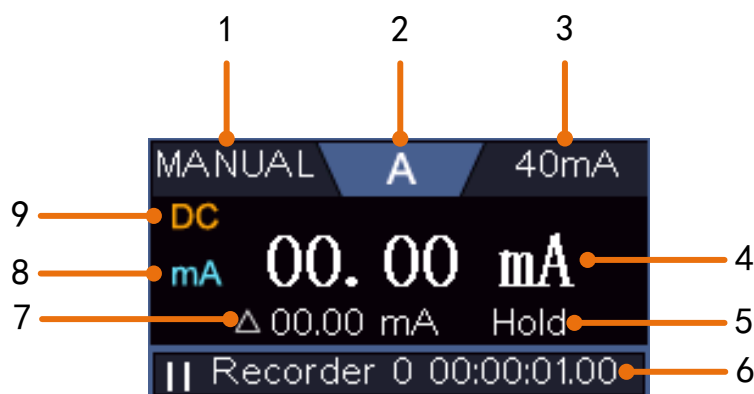 1 2 3
MANUAL A 40mA
9 DC
8 mA 00.00 mA 4
7 △ 00.00 mA Hold 5
|| Recorder 0 00:00:01.00 6